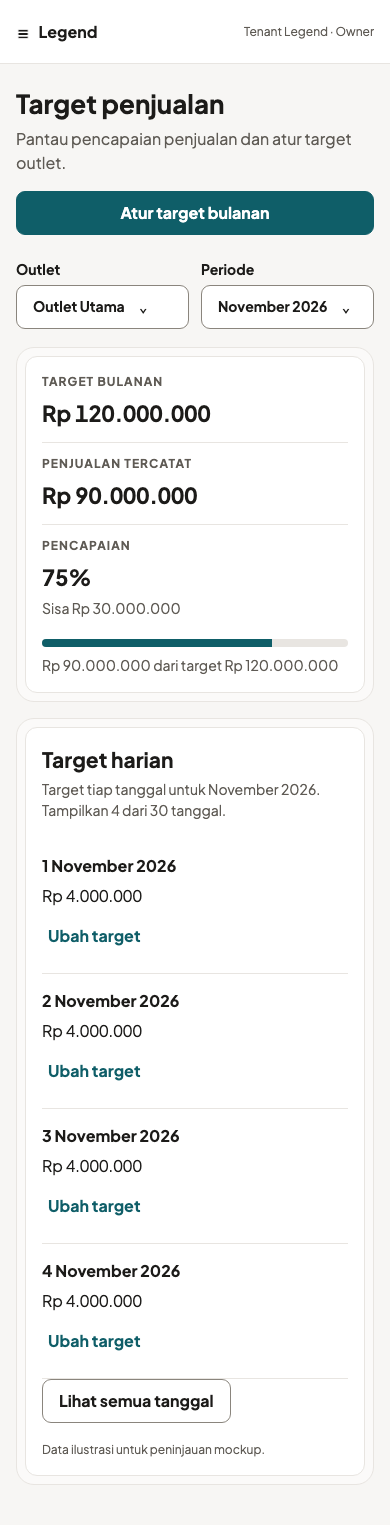 ≡ Legend
Tenant Legend · Owner
Target penjualan
Pantau pencapaian penjualan dan atur target
outlet.
Atur target bulanan
Outlet
Periode
Outlet Utama
November 2026
TARGET BULANAN
Rp 120.000.000
PENJUALAN TERCATAT
Rp 90.000.000
PENCAPAIAN
75%
Sisa Rp 30.000.000
Rp 90.000.000 dari target Rp 120.000.000
Target harian
Target tiap tanggal untuk November 2026.
Tampilkan 4 dari 30 tanggal.
1 November 2026
Rp 4.000.000
Ubah target
2 November 2026
Rp 4.000.000
Ubah target
3 November 2026
Rp 4.000.000
Ubah target
4 November 2026
Rp 4.000.000
Ubah target
Lihat semua tanggal
Data ilustrasi untuk peninjauan mockup.